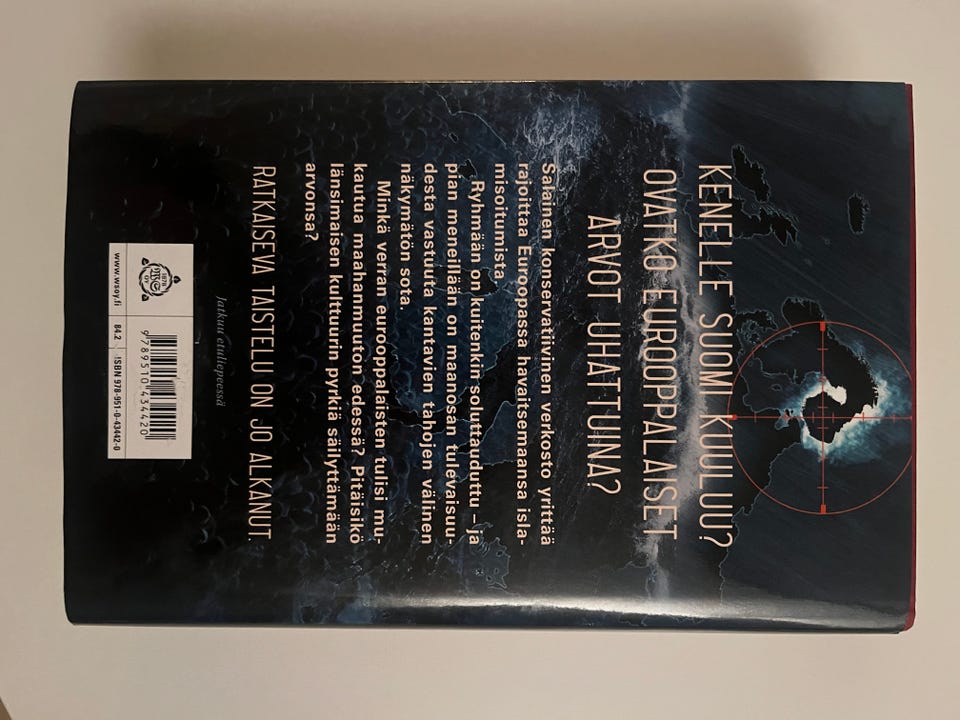 KENELLE SUOMI KUULUU?
OVATKO EUROOPPALAISET
ARVOT UHATTUINA?
Salainen konservatiivinen verkosto yrittää
rajoittaa Euroopassa havaitsemaansa isla-
misoitumista.
Ryhmään on kuitenkin soluttauduttu – ja
pian meneillään on maanosan tulevaisuu-
desta vastuuta kantavien tahojen välinen
näkymätön sota.
Minkä verran eurooppalaisten tulisi mu-
kautua maahanmuuton edessä? Pitäisikö
länsimaisen kulttuurin pyrkiä säilyttämään
arvonsa?
RATKAISEVA TAISTELU ON JO ALKANUT.
Jatkuu etuliepeessä
www.wsoy.fi
84.2
ISBN 978-951-0-43442-0
9789510434420